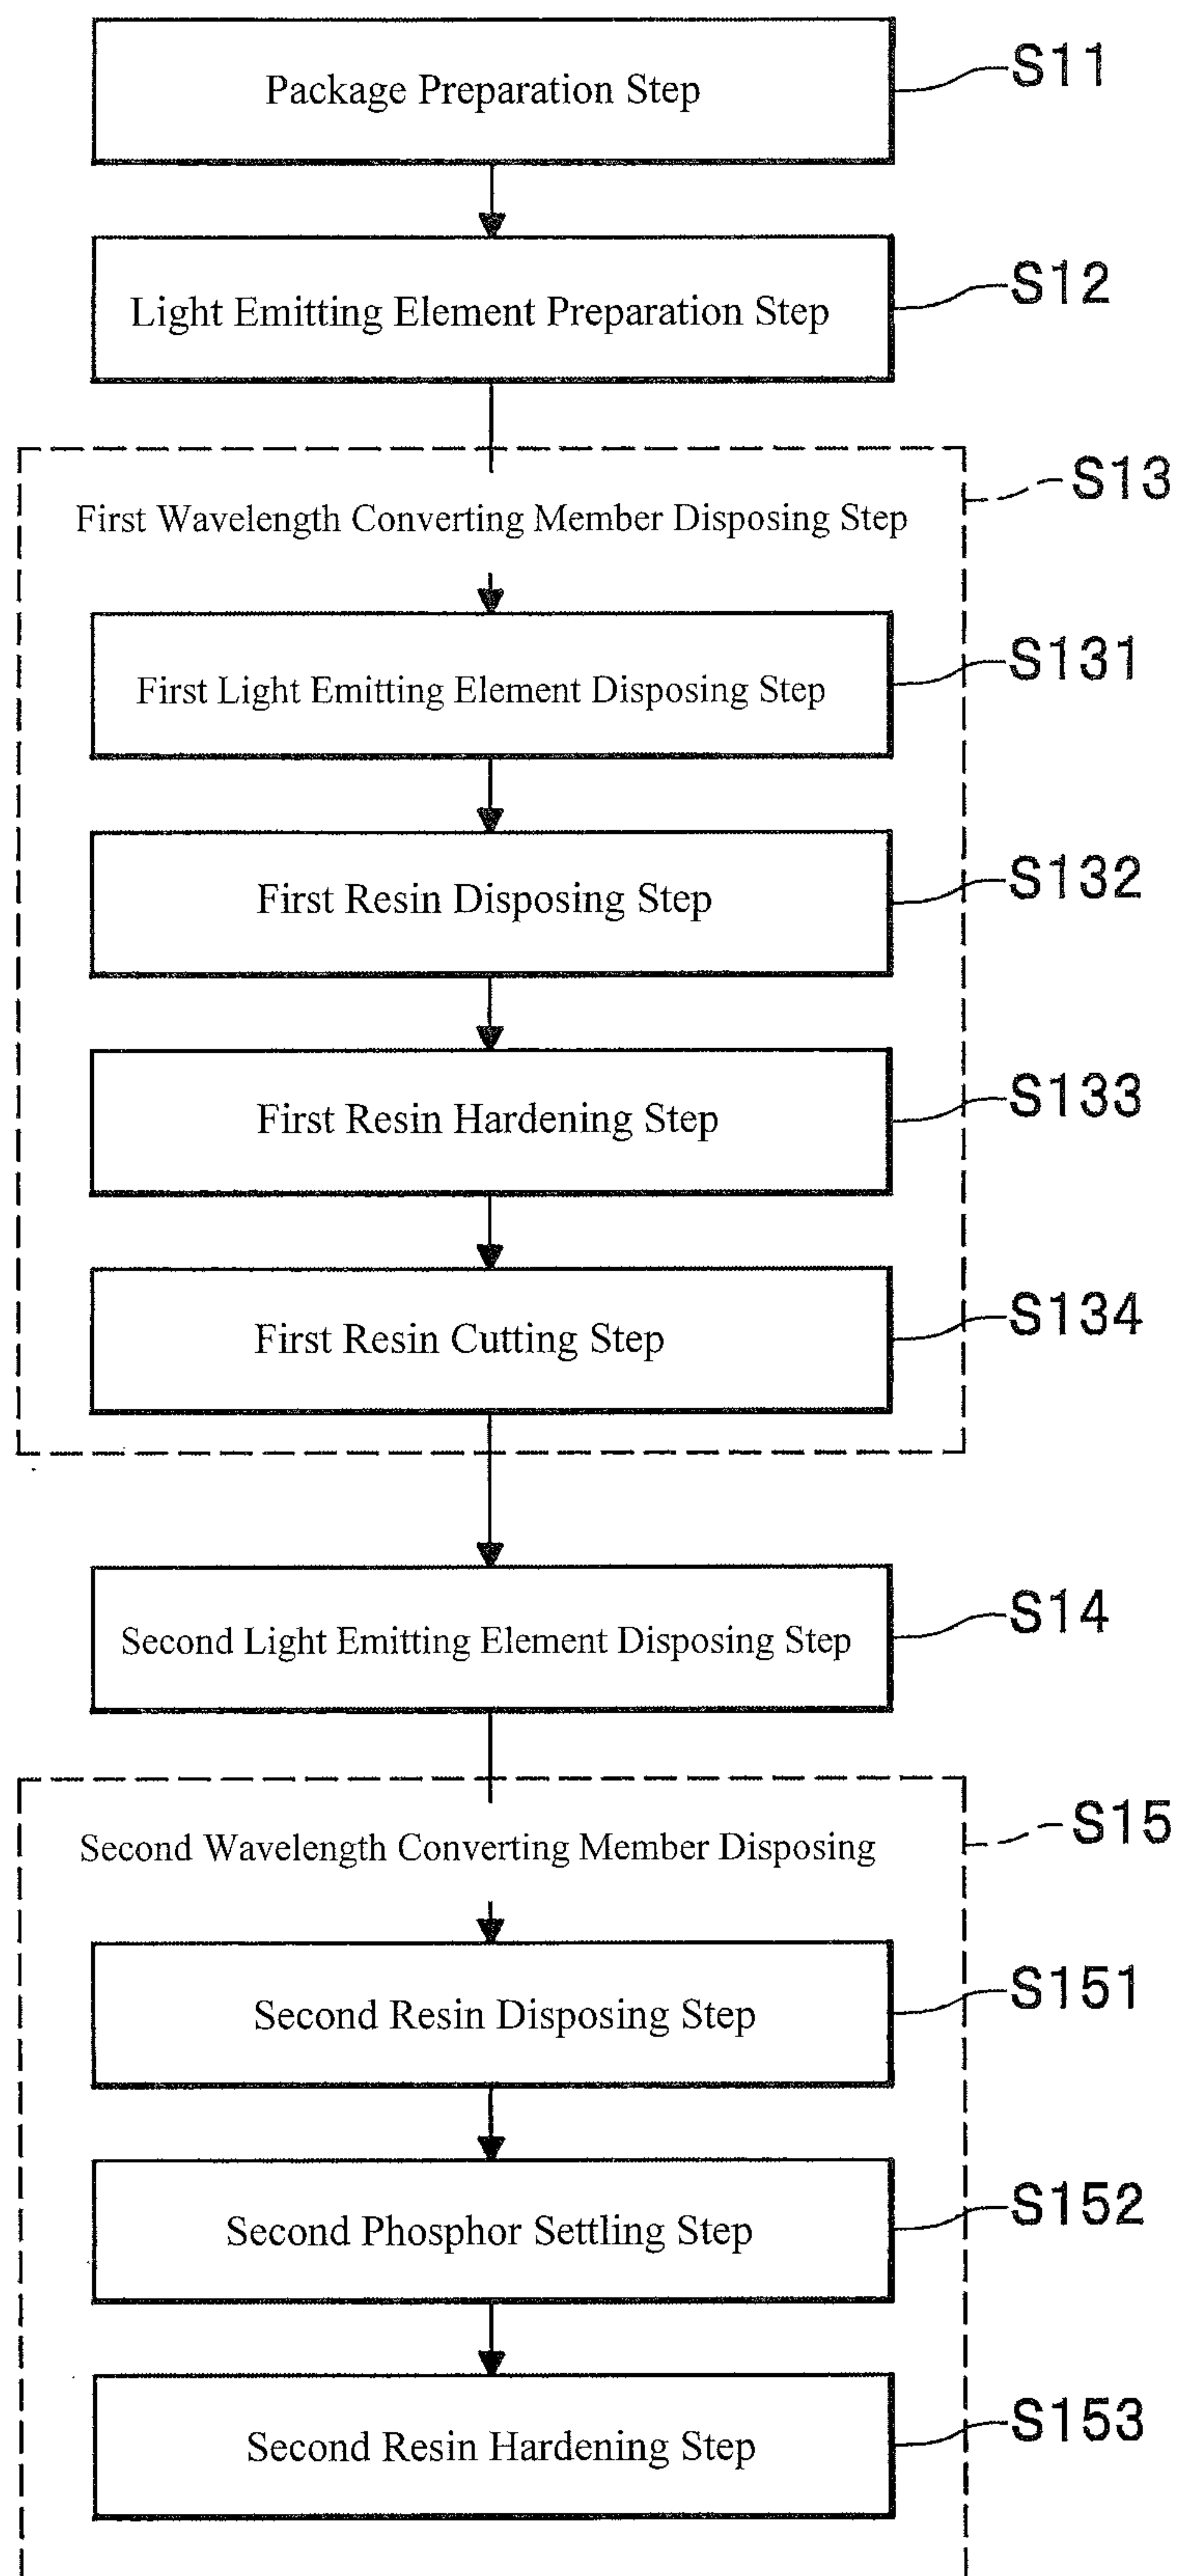 Package Preparation Step
S11
Light Emitting Element Preparation Step
S12
S13
First Wavelength Converting Member Disposing Step
First Light Emitting Element Disposing Step
S131
First Resin Disposing Step
S132
First Resin Hardening Step
S133
First Resin Cutting Step
S134
Second Light Emitting Element Disposing Step
S14
S15
Second Wavelength Converting Member Disposing
Second Resin Disposing Step
S151
Second Phosphor Settling Step
S152
Second Resin Hardening Step
S153